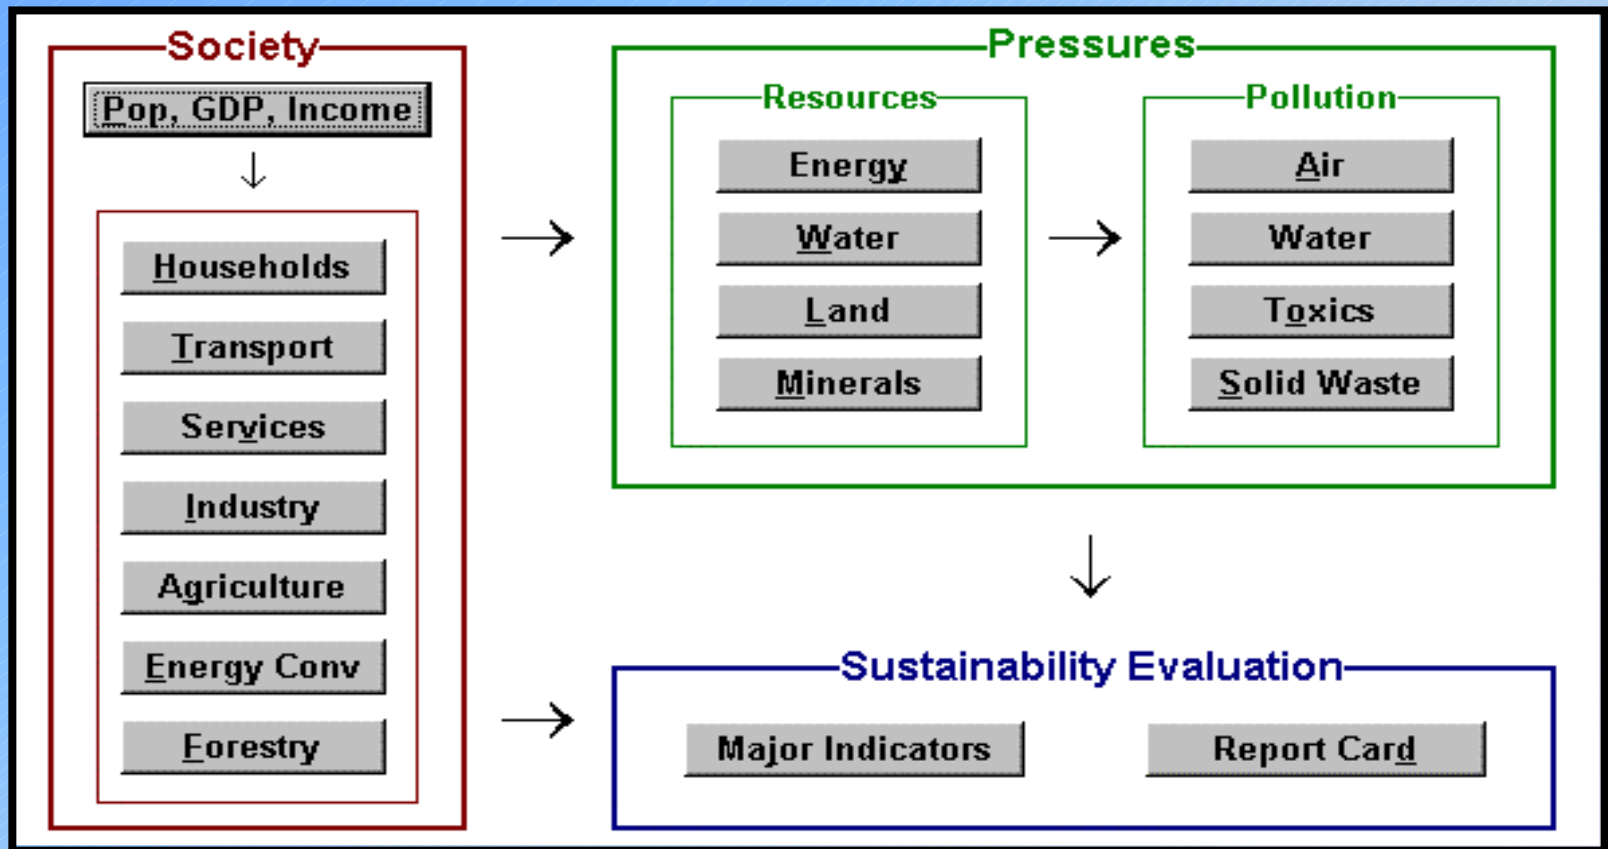 Society
Pop, GDP, Income
Households
Transport
Services
Industry
Agriculture
Energy Conv
Forestry
Pressures
Resources
Energy
Water
Land
Minerals
Pollution
Air
Water
Toxics
Solid Waste
Sustainability Evaluation
Major Indicators
Report Card